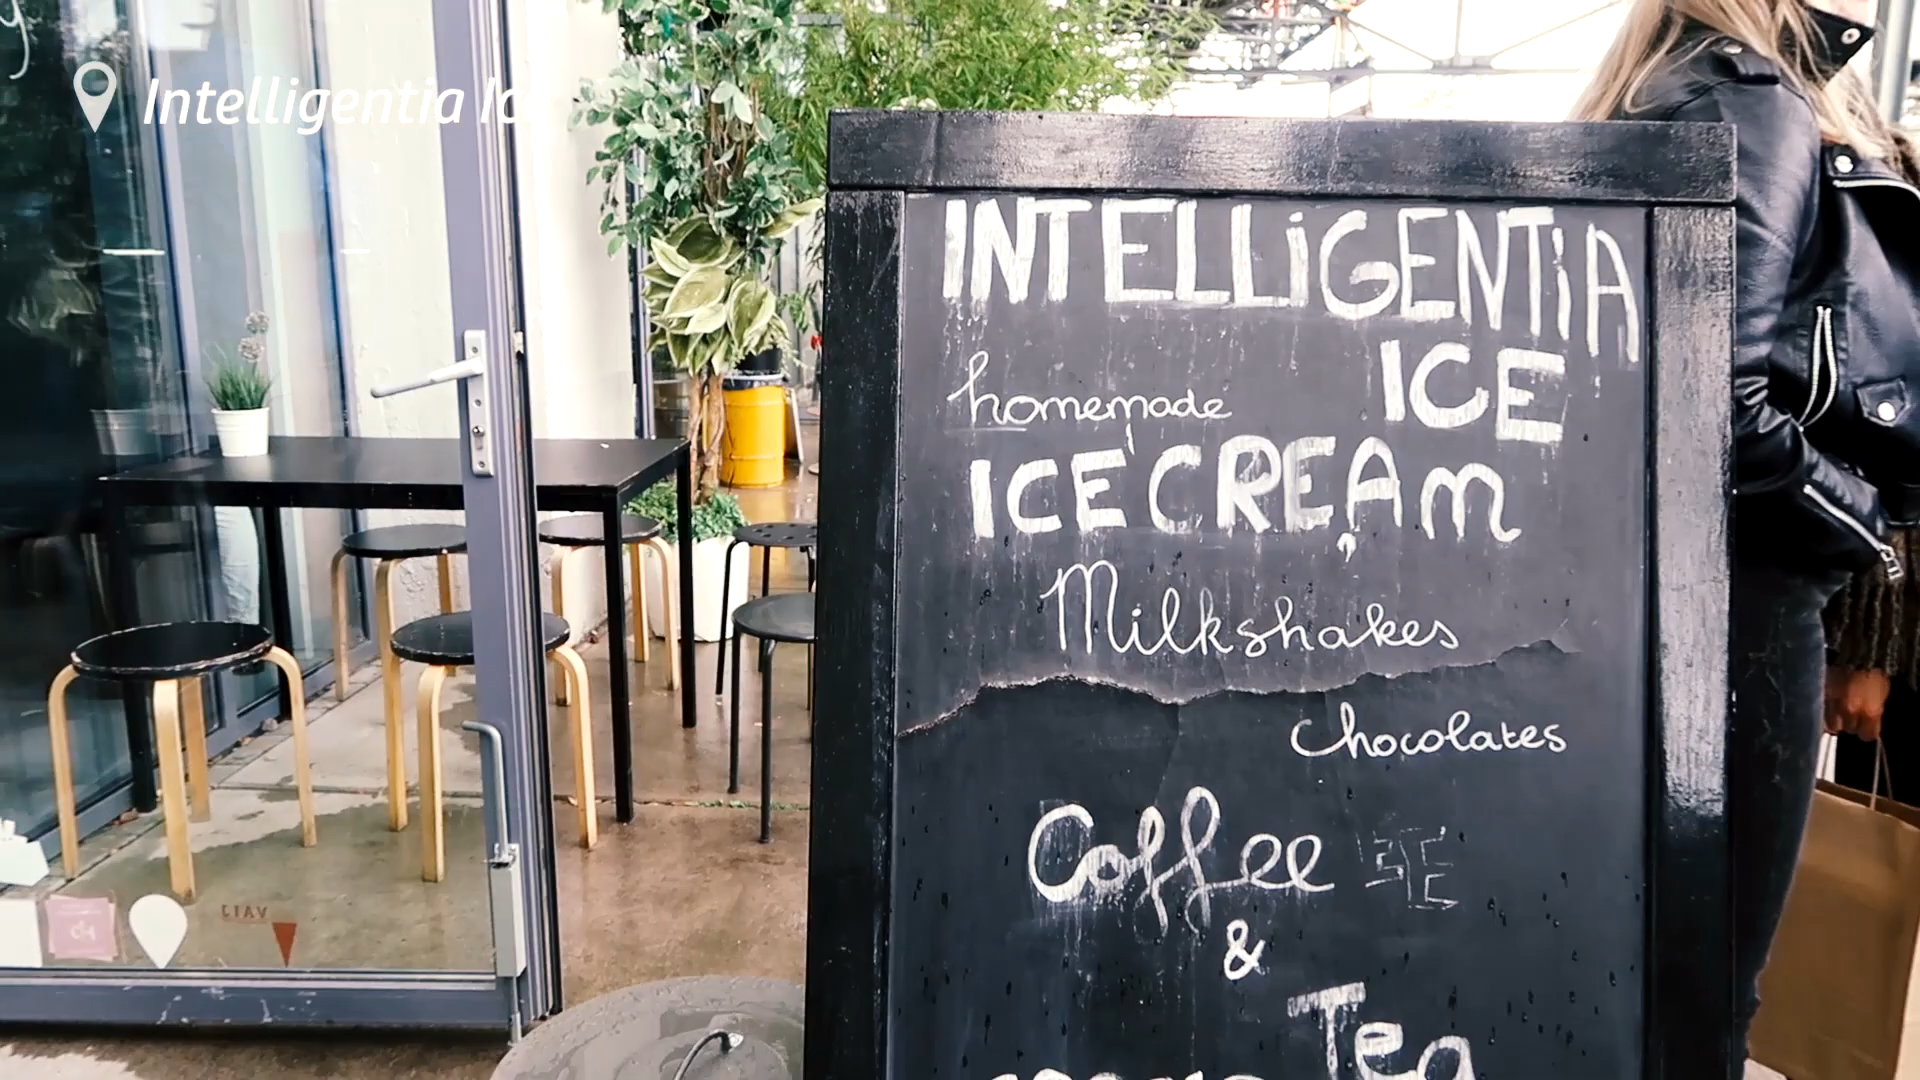 Intelligentia Ic
INTELLiGENTiA
ICE
homemade
ICECREAM
Milkshakes
chocolates
Coffee
&
Tea